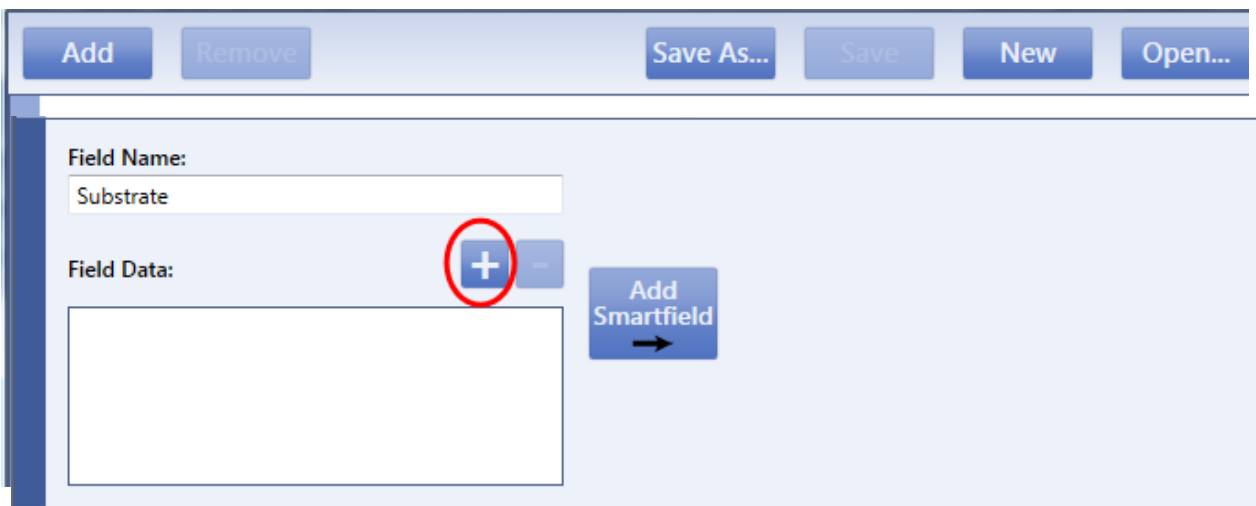 Add Remove Save As... Save New Open...
Field Name:
Substrate
Field Data: + -
Add
Smartfield